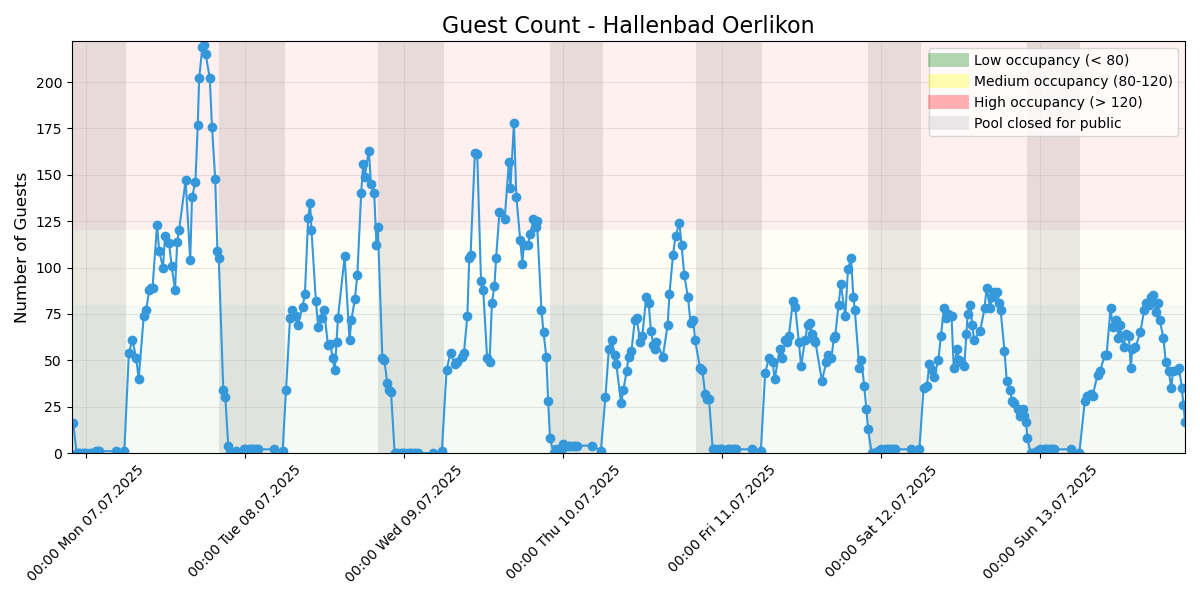 Guest Count - Hallenbad Oerlikon
Low occupancy (< 80)
Medium occupancy (80-120)
High occupancy (> 120)
Pool closed for public
Number of Guests
200
175
150
125
100
75
50
25
0
00:00 Mon 07.07.2025
00:00 Tue 08.07.2025
00:00 Wed 09.07.2025
00:00 Thu 10.07.2025
00:00 Fri 11.07.2025
00:00 Sat 12.07.2025
00:00 Sun 13.07.2025